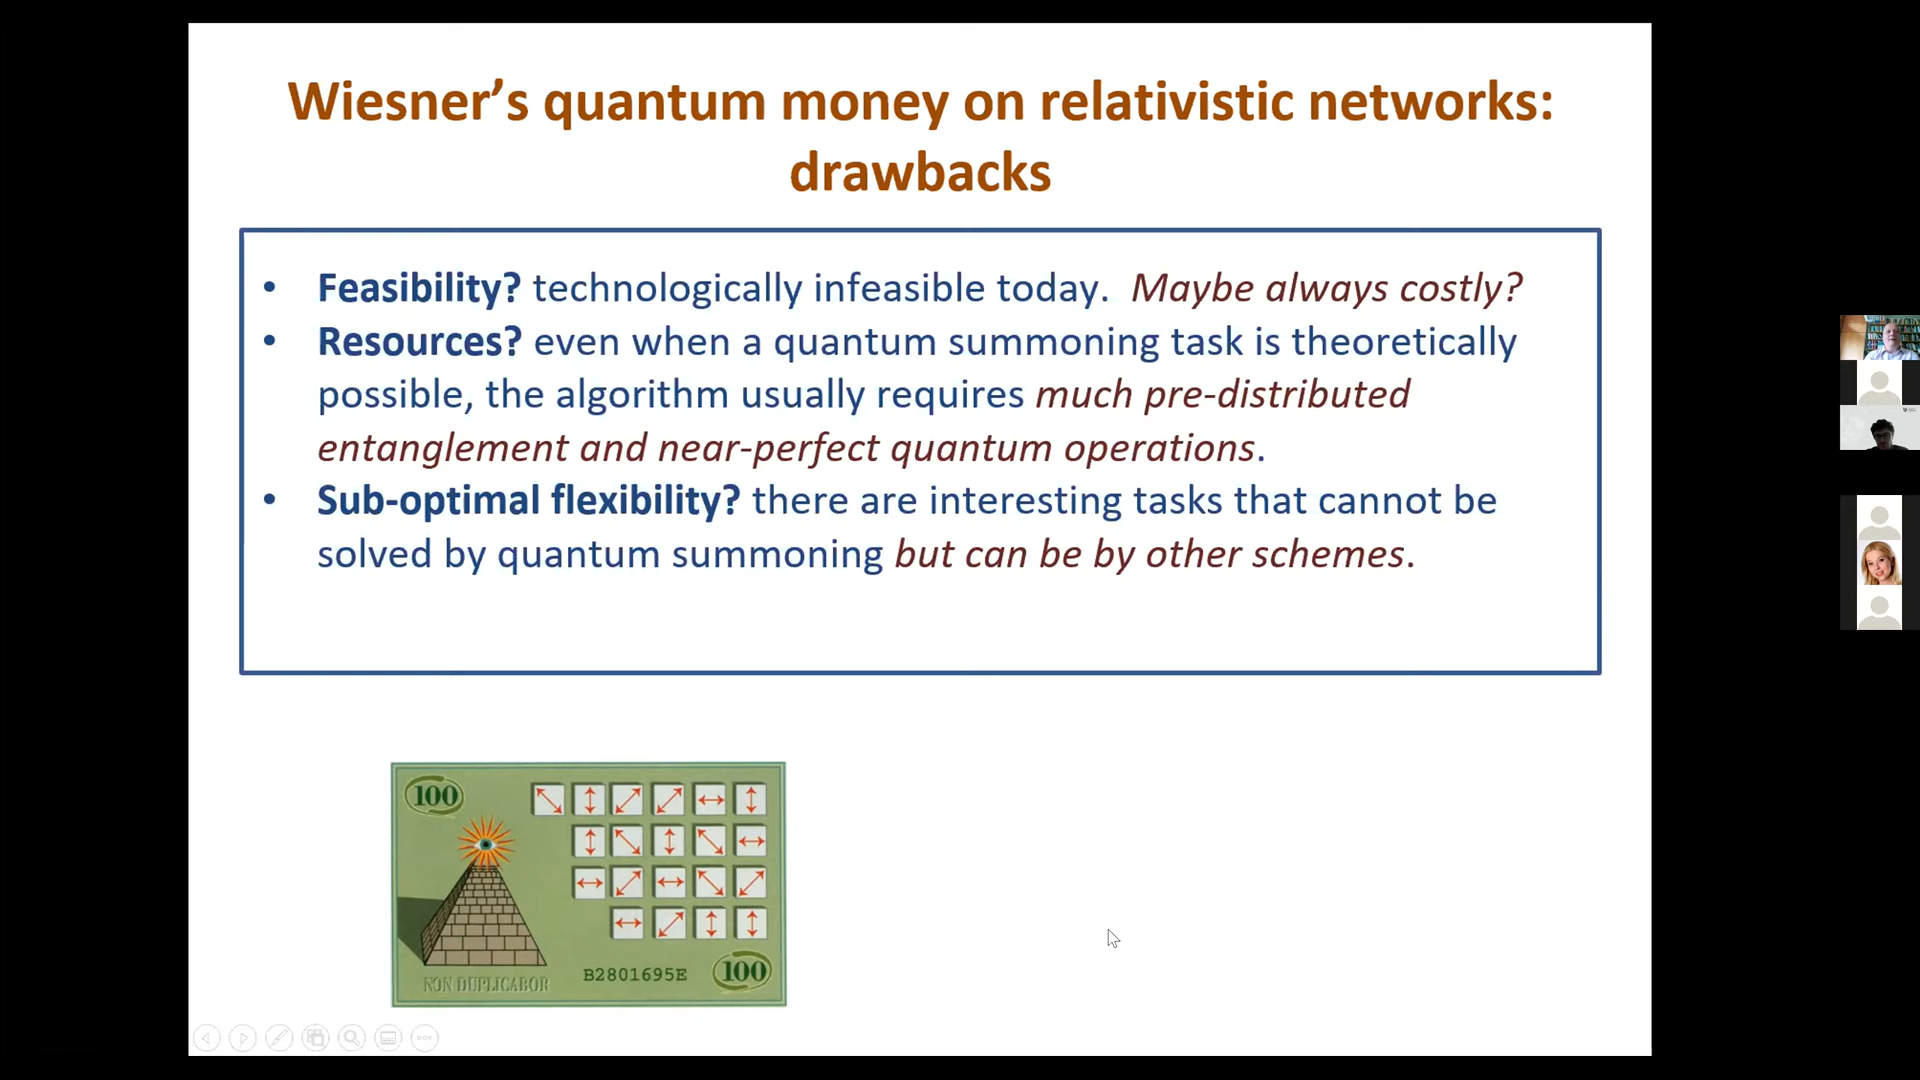 Wiesner’s quantum money on relativistic networks:
drawbacks
• Feasibility? technologically infeasible today. Maybe always costly?
• Resources? even when a quantum summoning task is theoretically
possible, the algorithm usually requires much pre-distributed
entanglement and near-perfect quantum operations.
• Sub-optimal flexibility? there are interesting tasks that cannot be
solved by quantum summoning but can be by other schemes.
100
B2801695E
100
NON DUPLICABOR